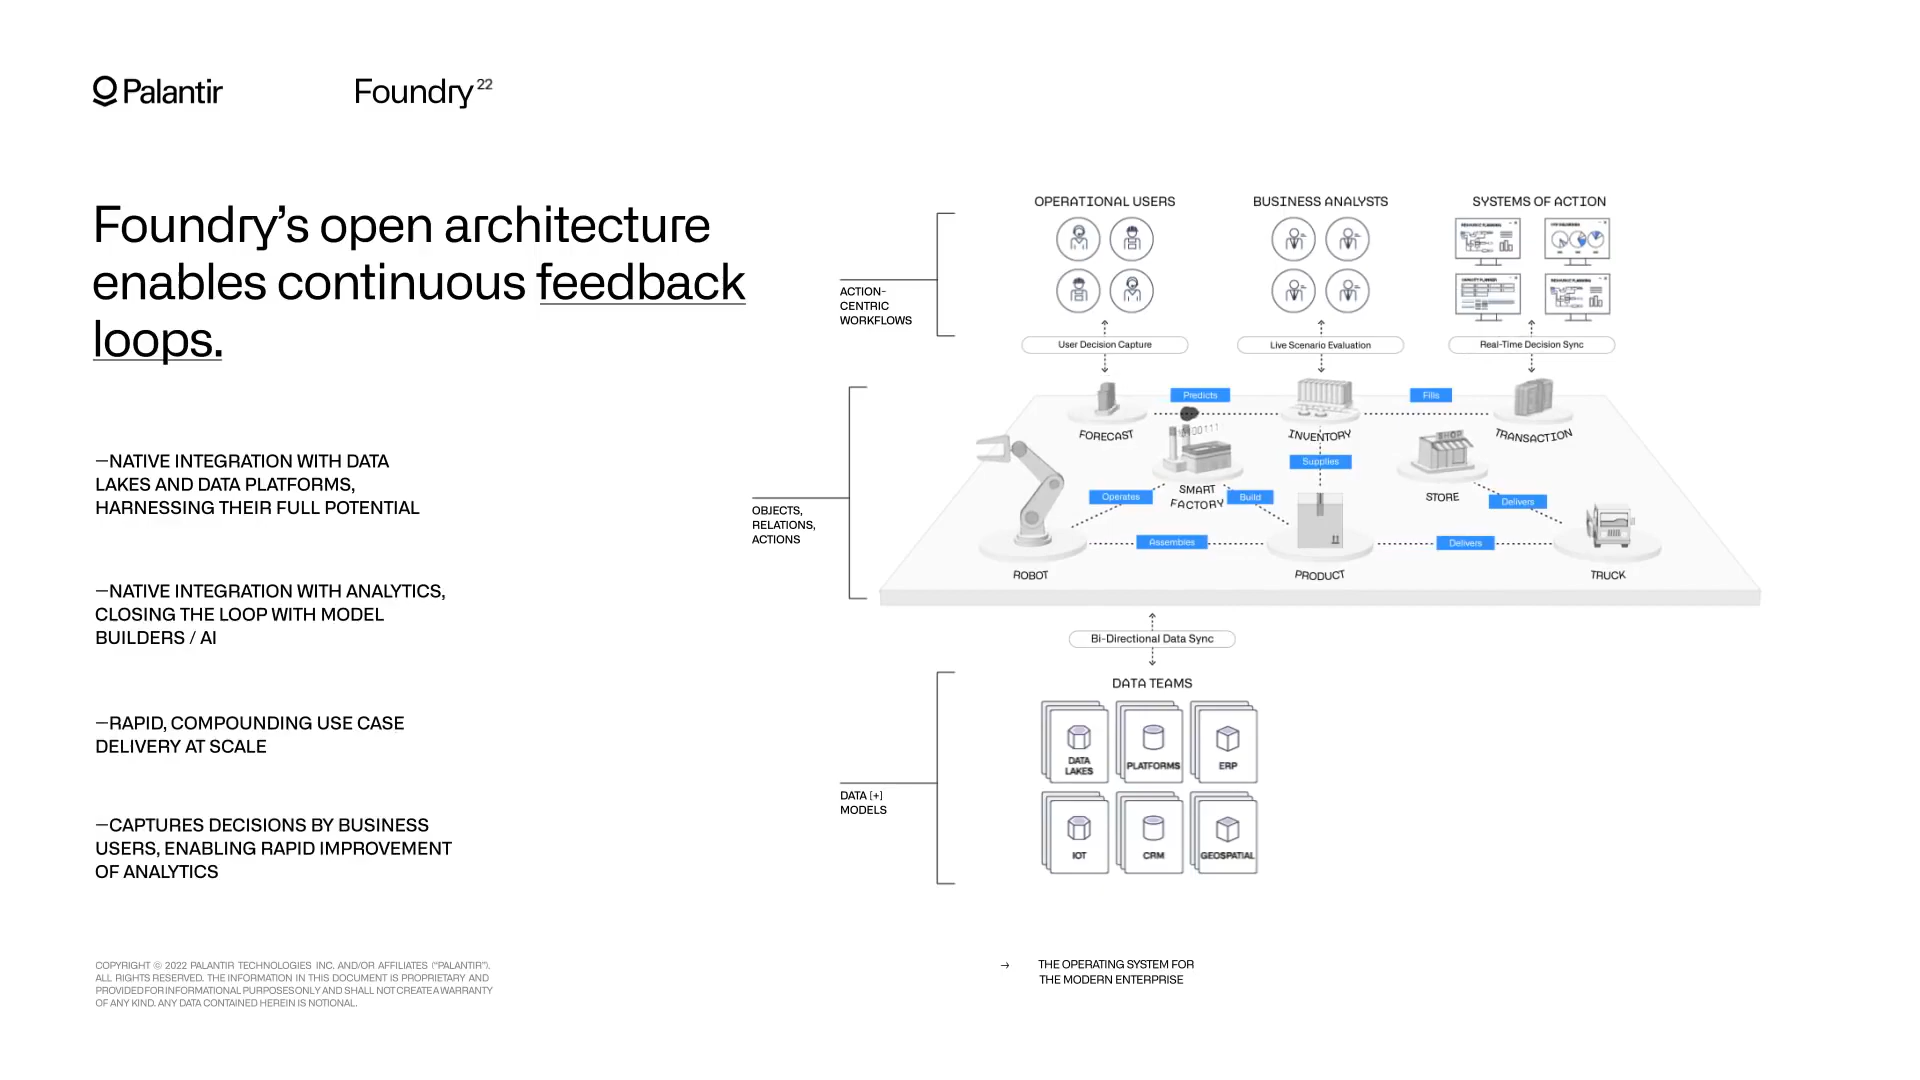 Palantir
Foundry 22
Foundry's open architecture
enables continuous feedback
loops.
—NATIVE INTEGRATION WITH DATA
LAKES AND DATA PLATFORMS,
HARNESSING THEIR FULL POTENTIAL
—NATIVE INTEGRATION WITH ANALYTICS,
CLOSING THE LOOP WITH MODEL
BUILDERS / AI
—RAPID, COMPOUNDING USE CASE
DELIVERY AT SCALE
—CAPTURES DECISIONS BY BUSINESS
USERS, ENABLING RAPID IMPROVEMENT
OF ANALYTICS
ACTION-
CENTRIC
WORKFLOWS
OPERATIONAL USERS
BUSINESS ANALYSTS
SYSTEMS OF ACTION
User Decision Capture
Live Scenario Evaluation
Real-Time Decision Sync
OBJECTS,
RELATIONS,
ACTIONS
Predicts
Fills
FORECAST
INVENTORY
TRANSACTION
SHOP
Supplies
SMART
FACTORY
STORE
Operates
Build
Delivers
Assembles
Delivers
ROBOT
PRODUCT
TRUCK
Bi-Directional Data Sync
DATA [+]
MODELS
DATA TEAMS
DATA
LAKES
PLATFORMS
ERP
IOT
CRM
GEOSPATIAL
COPYRIGHT © 2022 PALANTIR TECHNOLOGIES INC. AND/OR AFFILIATES ("PALANTIR").
ALL RIGHTS RESERVED. THE INFORMATION IN THIS DOCUMENT IS PROPRIETARY AND
PROVIDED FOR INFORMATIONAL PURPOSES ONLY AND SHALL NOT CREATE A WARRANTY
OF ANY KIND. ANY DATA CONTAINED HEREIN IS NOTIONAL.
→ THE OPERATING SYSTEM FOR
THE MODERN ENTERPRISE